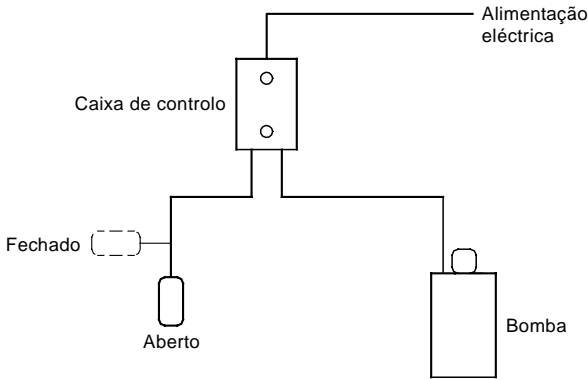 Alimentação
eléctrica
Caixa de controlo
Fechado
Aberto
Bomba